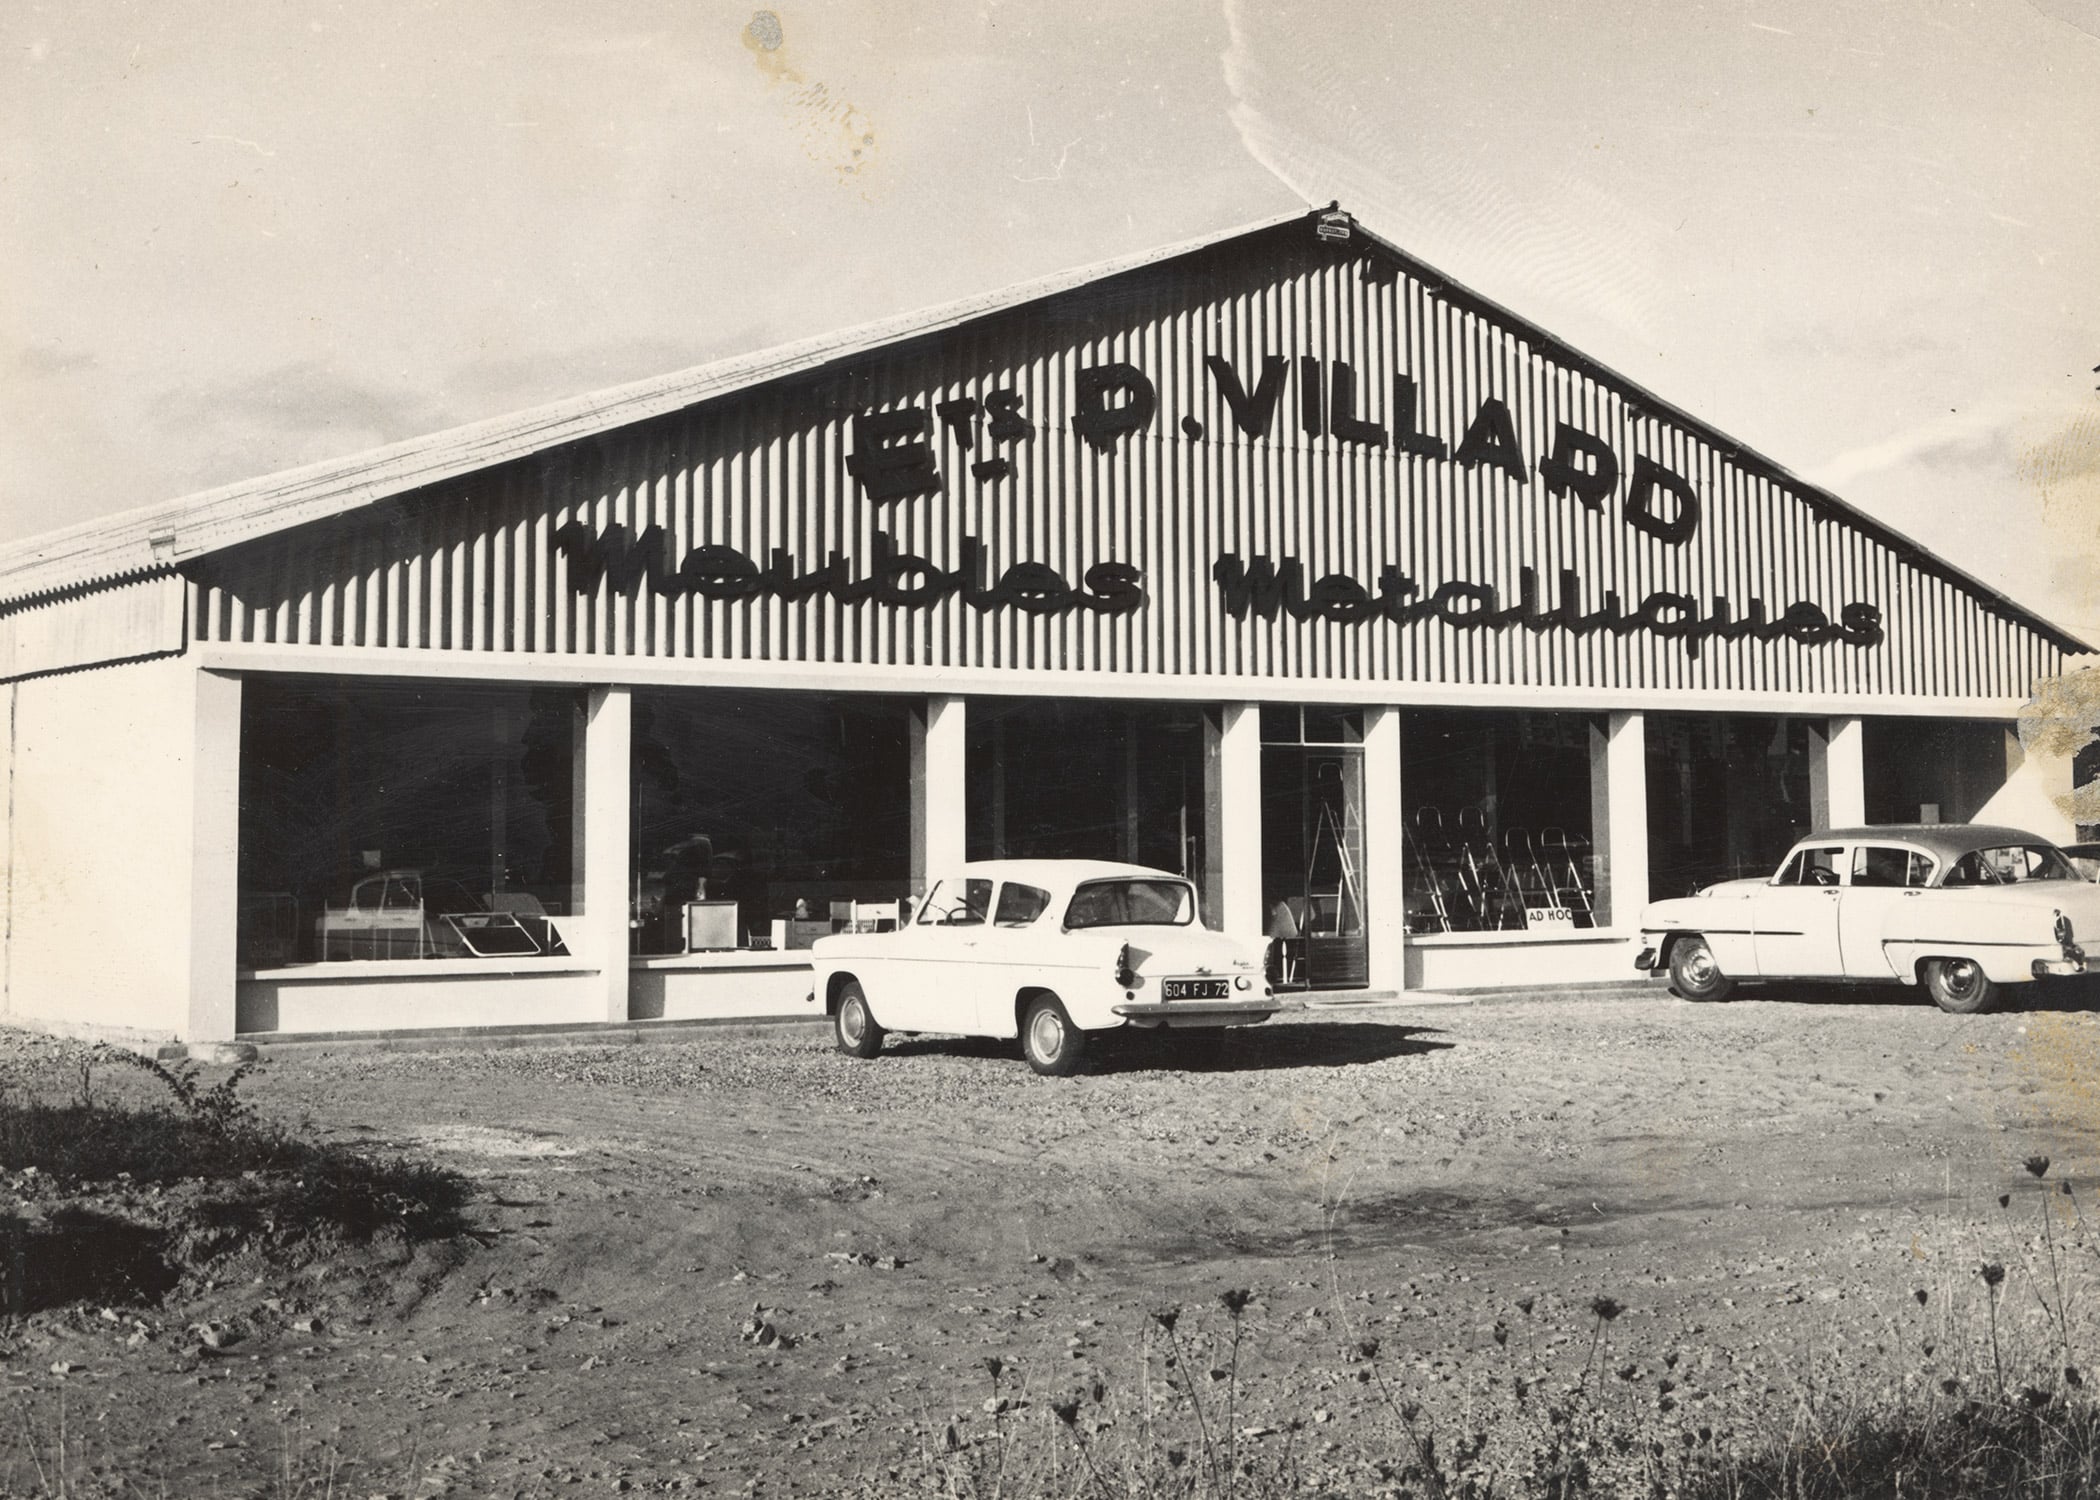 ETS P. VILLARD
Meubles Metalliques
AD HOC
604 FJ 72